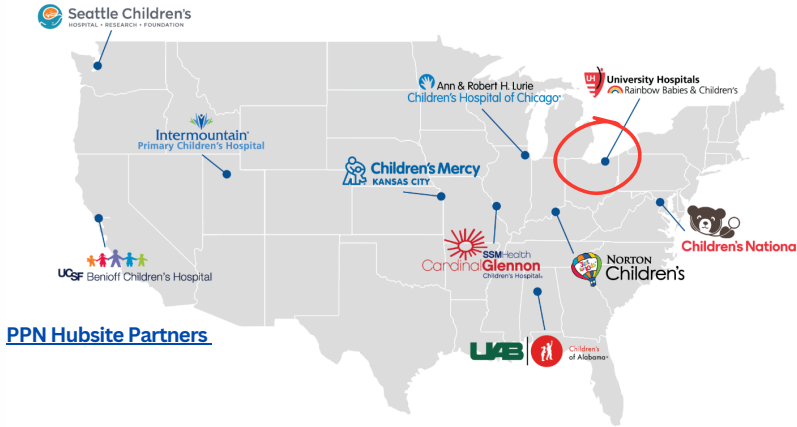 Seattle Children's
HOSPITAL • RESEARCH • FOUNDATION
Ann & Robert H. Lurie
Children's Hospital of Chicago®
UH
University Hospitals
Rainbow Babies & Children's
Intermountain®
Primary Children's Hospital
Children's Mercy
KANSAS CITY
Children's Nationa
SSMHealth
CardinalGlennon
Children's Hospital®
NORTON
Children's
UCSF Benioff Children's Hospital
PPN Hubsite Partners
UAB
Children's
of Alabama®